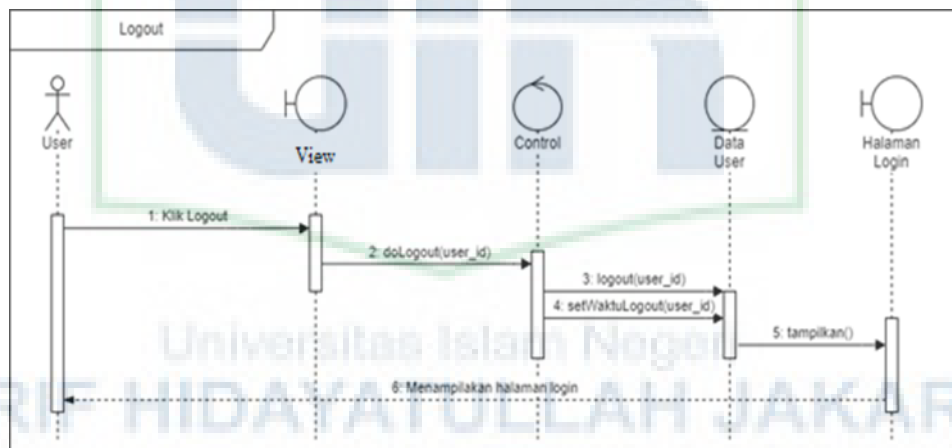 Logout
User
View
Control
Data
User
Halaman
Login
1: Klik Logout
2: doLogout(user_id)
3: logout(user_id)
4: setWaktuLogout(user_id)
5: tampilkan()
6: Menampilakan halaman login
Universitas Islam Negeri
RIF HIDAYATULLAH JAKAR